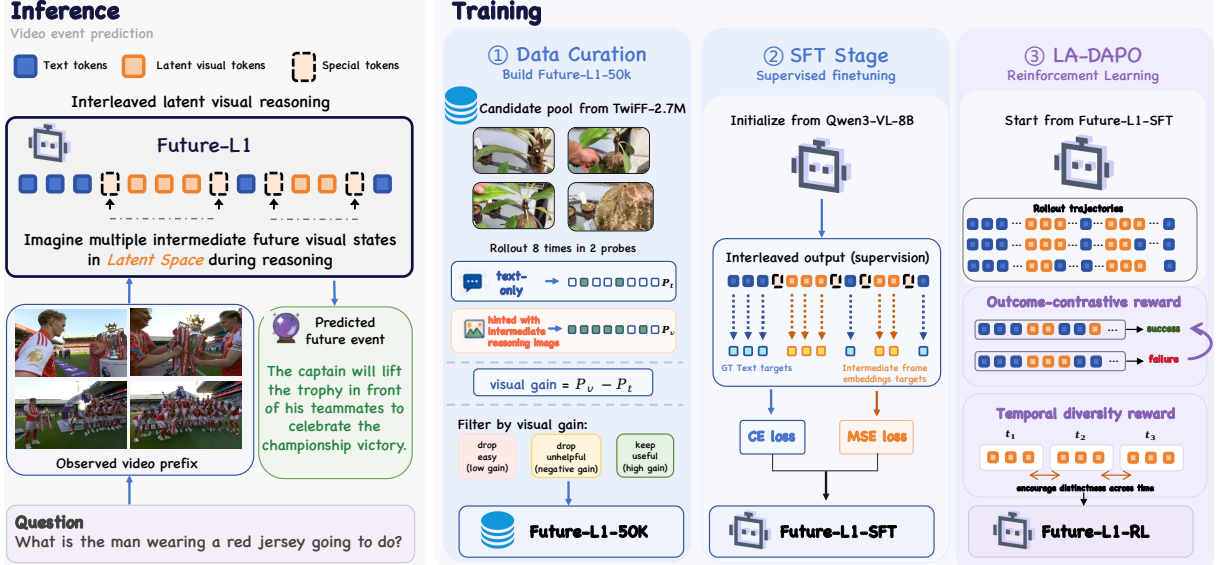 Inference
Video event prediction
Text tokens
Latent visual tokens
Special tokens
Interleaved latent visual reasoning
Future-L1
Imagine multiple intermediate future visual states
in Latent Space during reasoning
Observed video prefix
Predicted
future event
The captain will lift
the trophy in front
of his teammates to
celebrate the
championship victory.
Question
What is the man wearing a red jersey going to do?
Training
① Data Curation
Build Future-L1-50k
Candidate pool from TwiFF-2.7M
Rollout 8 times in 2 probes
text-
only
P_t
hinted with
intermediate
reasoning image
P_v
visual gain = P_v − P_t
Filter by visual gain:
drop
easy
(low gain)
drop
unhelpful
(negative gain)
keep
useful
(high gain)
Future-L1-50K
② SFT Stage
Supervised finetuning
Initialize from Qwen3-VL-8B
Interleaved output (supervision)
GT Text targets
Intermediate frame
embeddings targets
CE loss
MSE loss
Future-L1-SFT
③ LA-DAPO
Reinforcement Learning
Start from Future-L1-SFT
Rollout trajectories
Outcome-contrastive reward
success
failure
Temporal diversity reward
t₁ t₂ t₃
encourage distinctness across time
Future-L1-RL